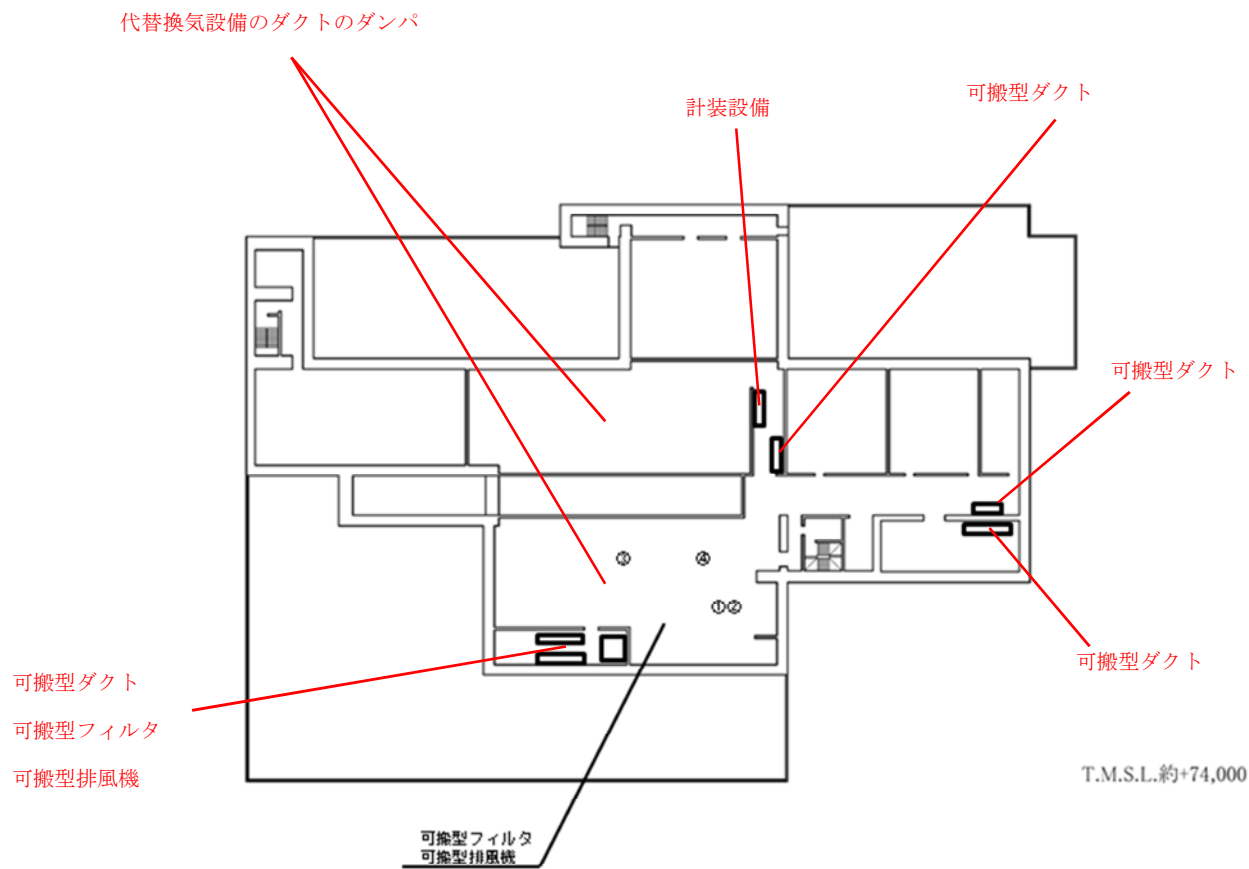 代替換気設備のダクトのダンパ
計装設備
可搬型ダクト
可搬型ダクト
③
④
①②
可搬型ダクト
可搬型ダクト
可搬型フィルタ
可搬型排風機
T.M.S.L.約+74,000
可搬型フィルタ
可搬型排風機